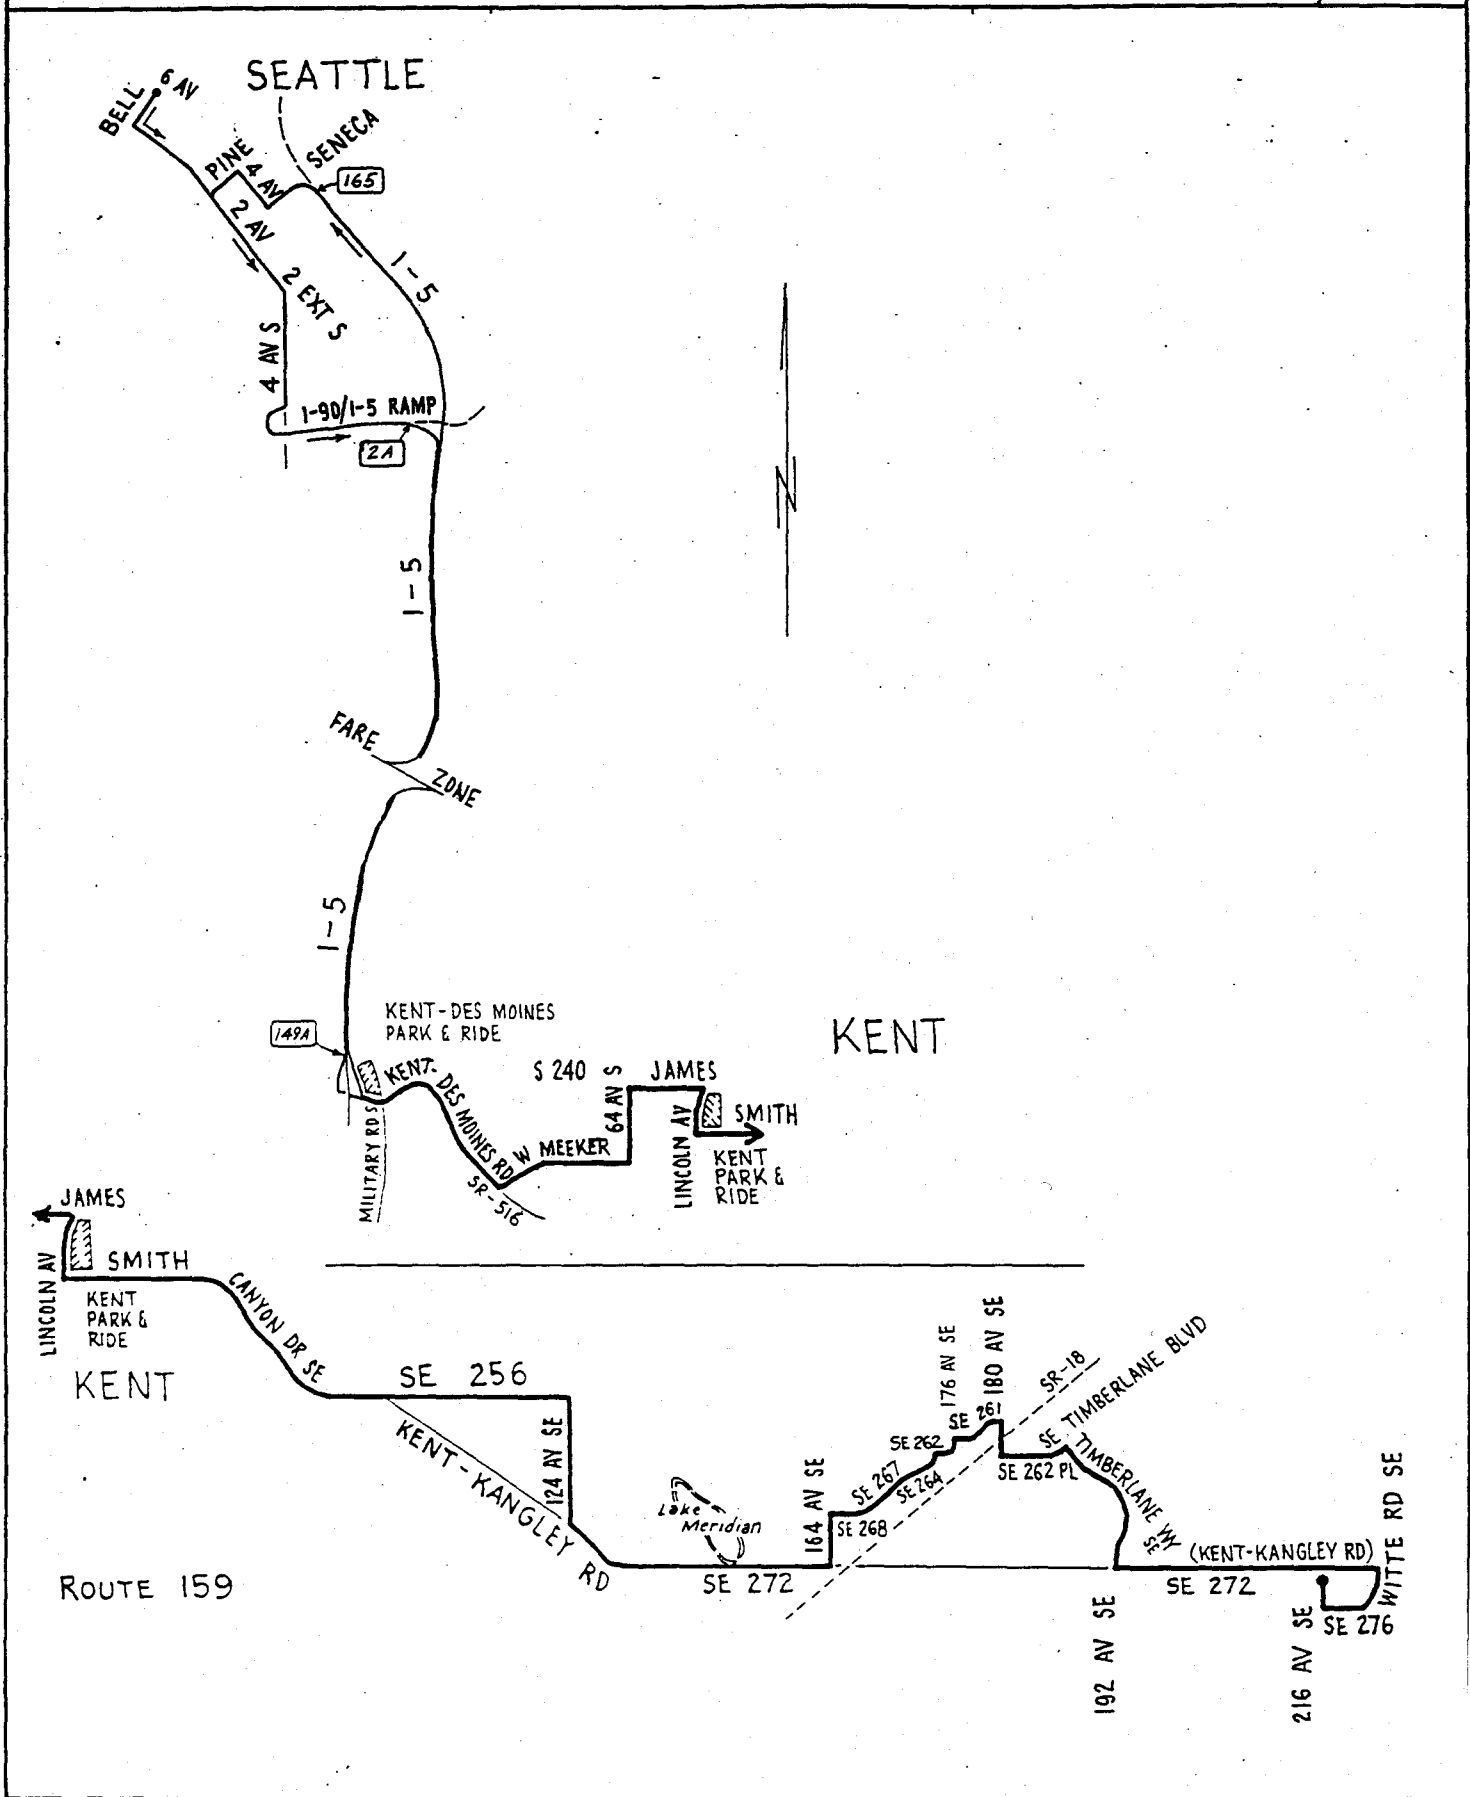 SEATTLE
6 AV
BELL
SENECA
PINE
4 AV
165
2 AV
I-5
2 EXT S
4 AV S
I-90/I-5 RAMP
2A
N
I-5
FARE
ZONE
I-5
KENT-DES MOINES
PARK & RIDE
149A
KENT
KENT-DES MOINES RD
S 240
64 AV S
JAMES
SMITH
LINCOLN AV
KENT
PARK &
RIDE
W MEEKER
MILITARY RD S
SR-516
JAMES
LINCOLN AV
SMITH
KENT
PARK &
RIDE
CANYON DR SE
KENT
SE 256
KENT-KANGLEY RD
124 AV SE
Lake
Meridian
SE 272
164 AV SE
SE 268
SE 267
SE 264
SE 262
176 AV SE
SE 261
180 AV SE
SR-18
SE TIMBERLANE BLVD
SE 262 PL
TIMBERLANE WY
SE
(KENT-KANGLEY RD)
SE 272
WITTE RD SE
SE 276
192 AV SE
216 AV SE
ROUTE 159